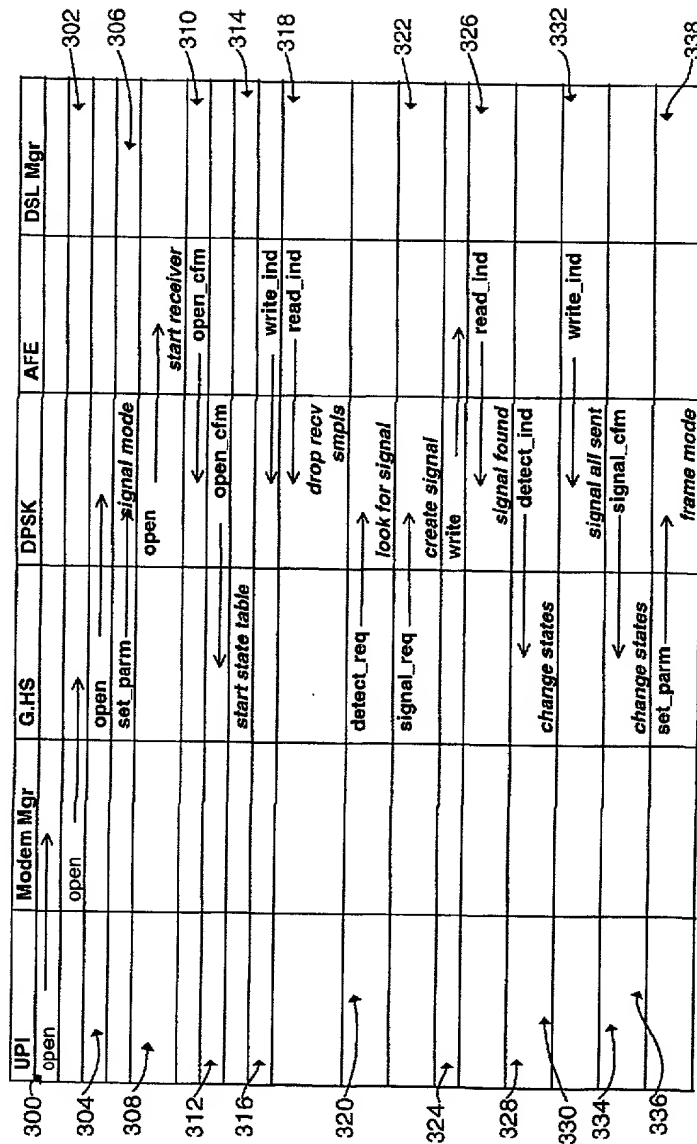 UPI Modem Mgr G.HS DPSK AFE DSL Mgr
300 open
open 302
304 open
set_parm signal mode 306
308 open
start receiver
open_cfm 310
312 open_cfm
start state table 314
316 write_ind
read_ind 318
drop recv
smpls
320 detect_req
look for signal
signal_req 322
create signal
324 write
read_ind 326
signal found
328 detect_ind
change states
330 write_ind 332
signal all sent
334 signal_cfm
change states
336 set_parm 338
frame mode